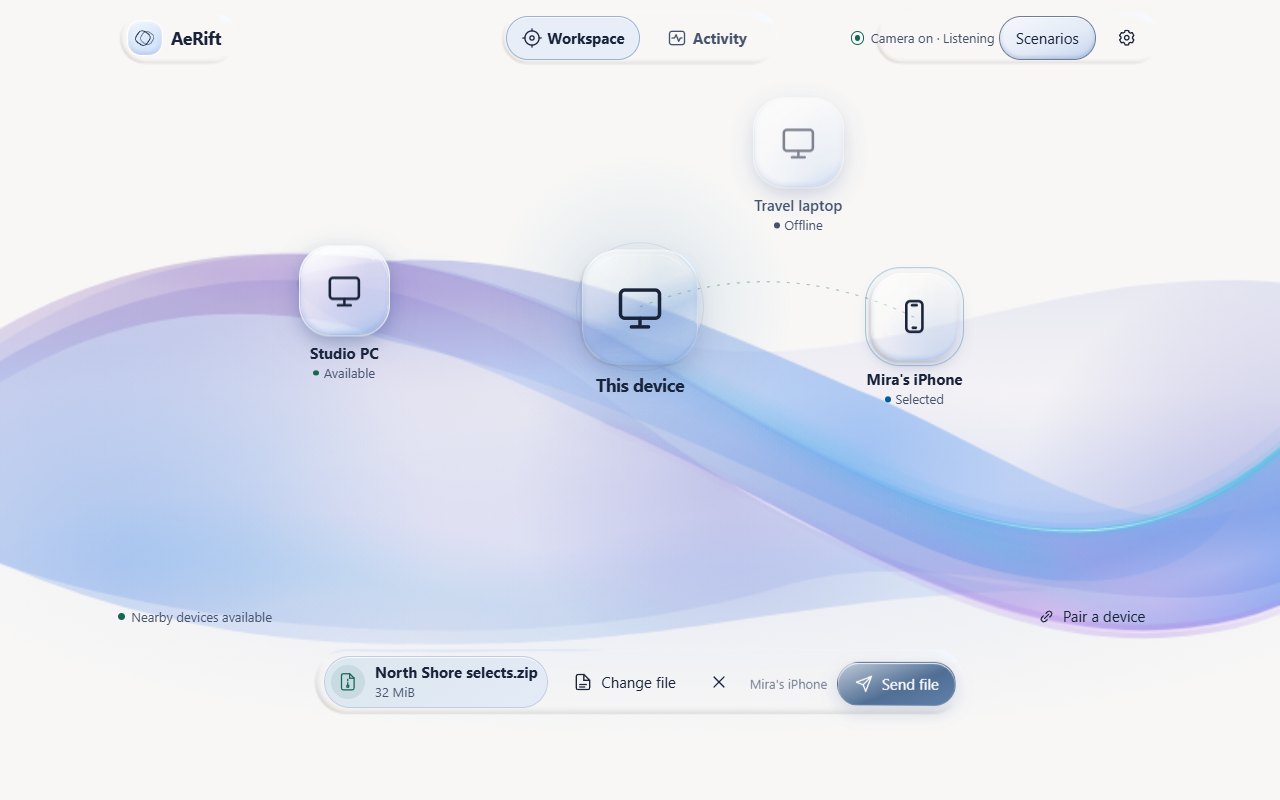 AeRift
Workspace
Activity
Camera on · Listening
Scenarios
Travel laptop
Offline
Studio PC
Available
This device
Mira's iPhone
Selected
Nearby devices available
Pair a device
North Shore selects.zip
32 MiB
Change file
Mira's iPhone
Send file